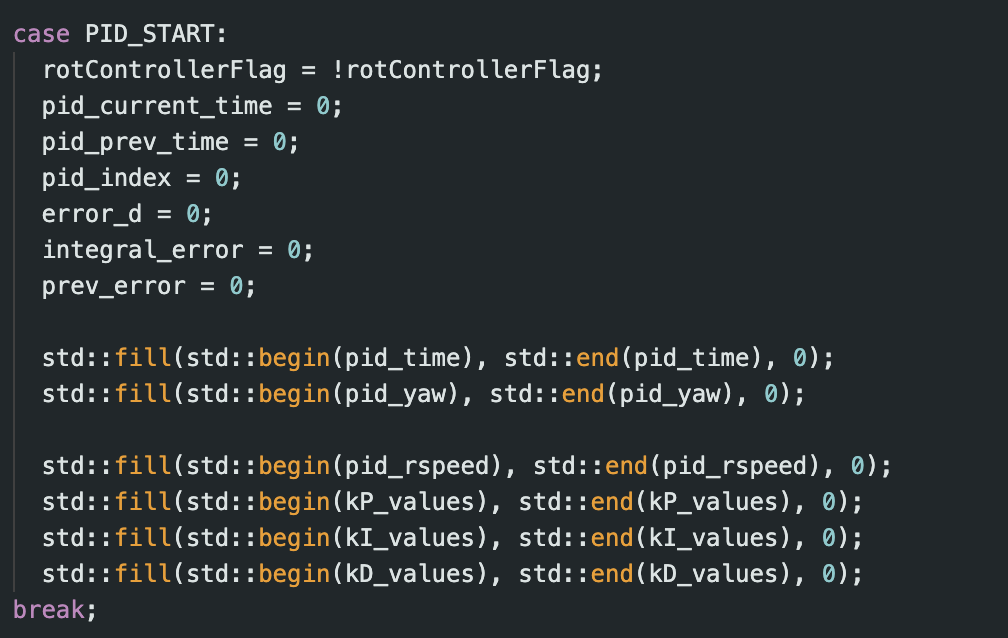 case PID_START:
rotControllerFlag = !rotControllerFlag;
pid_current_time = 0;
pid_prev_time = 0;
pid_index = 0;
error_d = 0;
integral_error = 0;
prev_error = 0;
std::fill(std::begin(pid_time), std::end(pid_time), 0);
std::fill(std::begin(pid_yaw), std::end(pid_yaw), 0);
std::fill(std::begin(pid_rspeed), std::end(pid_rspeed), 0);
std::fill(std::begin(kP_values), std::end(kP_values), 0);
std::fill(std::begin(kI_values), std::end(kI_values), 0);
std::fill(std::begin(kD_values), std::end(kD_values), 0);
break;